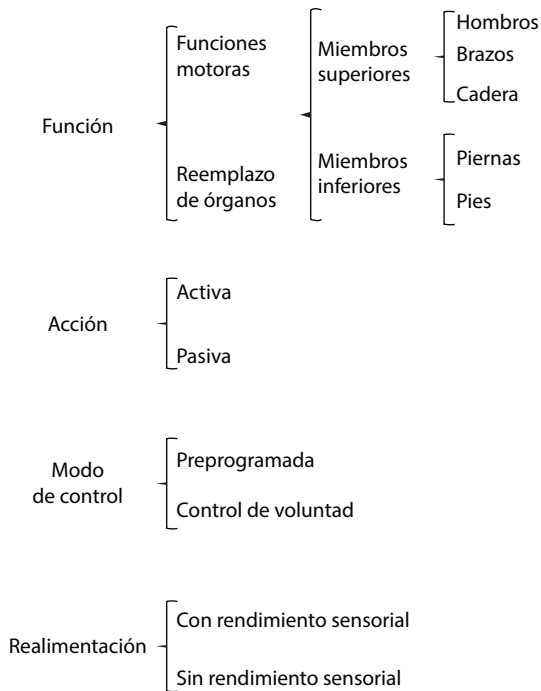 Función
Funciones
motoras
Reemplazo
de órganos
Miembros
superiores
Miembros
inferiores
Hombros
Brazos
Cadera
Piernas
Pies
Acción
Activa
Pasiva
Modo
de control
Preprogramada
Control de voluntad
Realimentación
Con rendimiento sensorial
Sin rendimiento sensorial